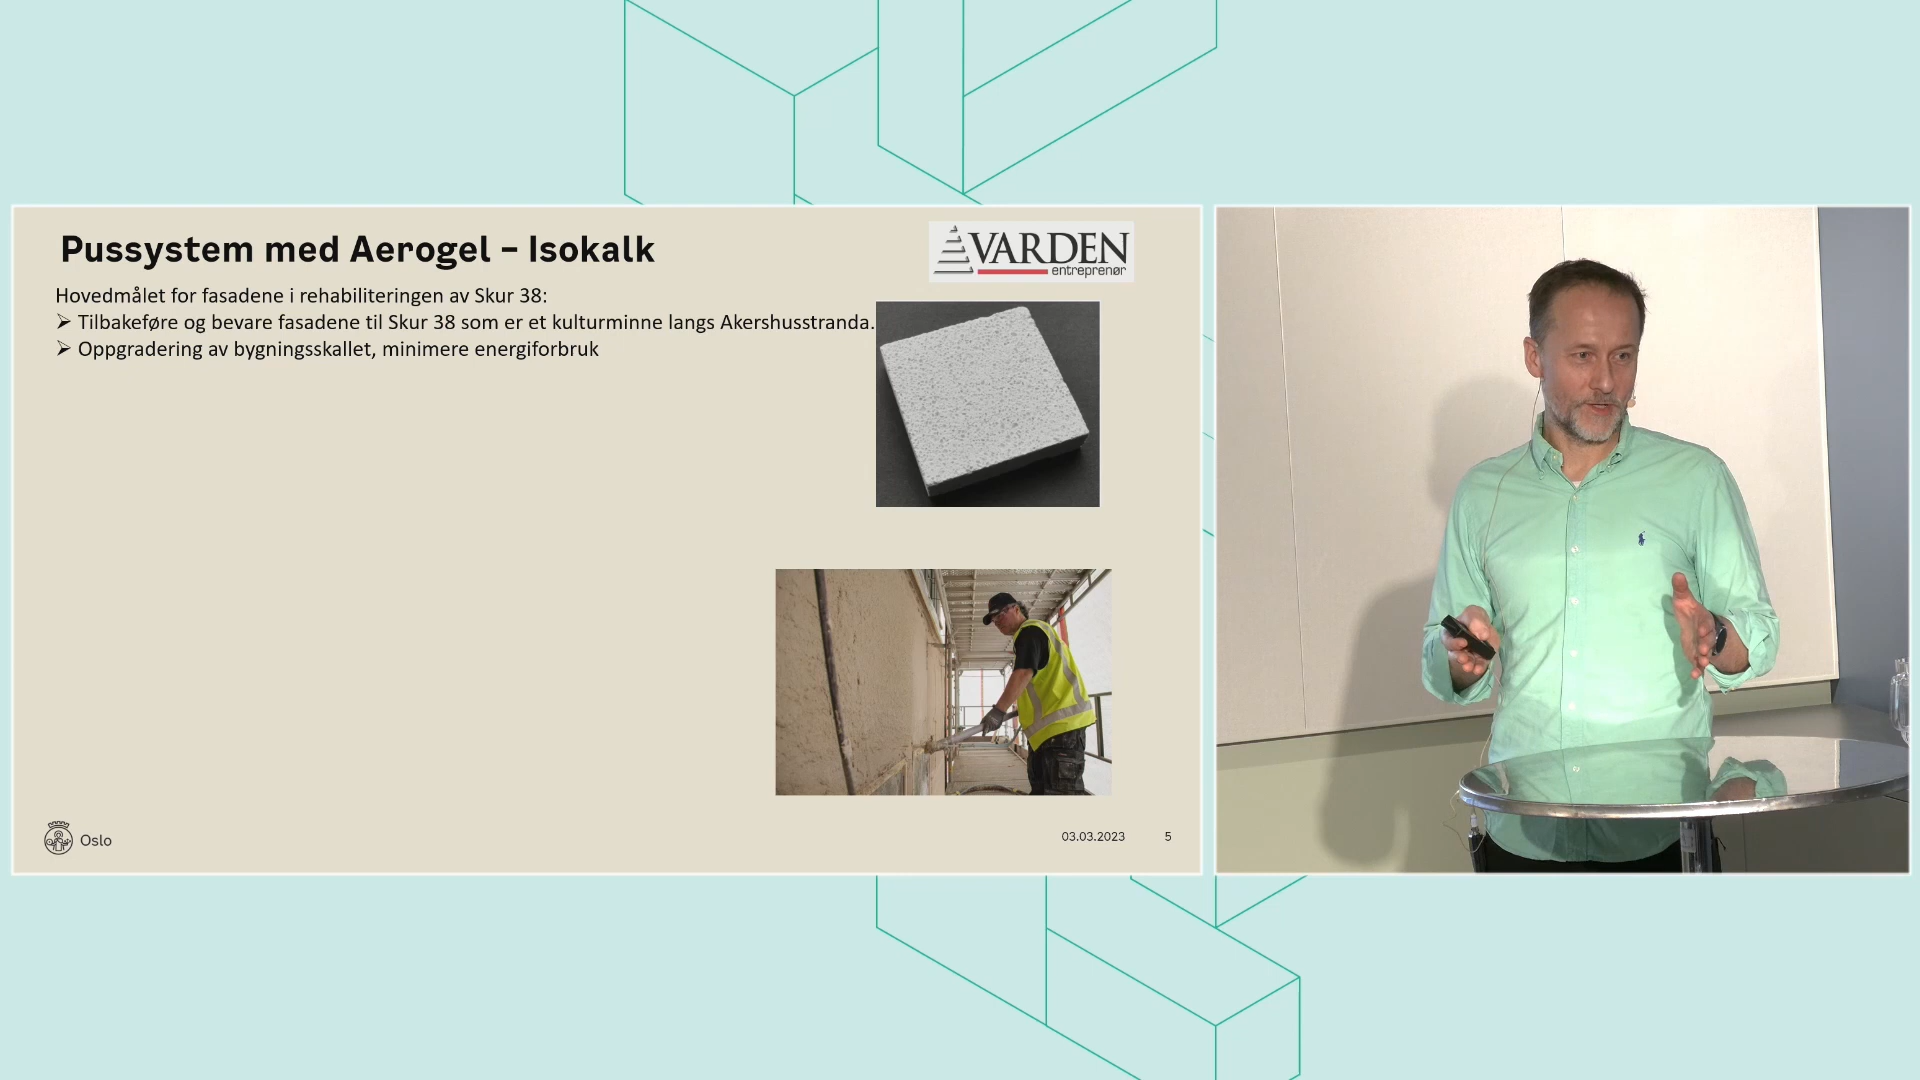 Pussystem med Aerogel – Isokalk
VARDEN
entreprenør
Hovedmålet for fasadene i rehabiliteringen av Skur 38:
➢ Tilbakeføre og bevare fasadene til Skur 38 som er et kulturminne langs Akershusstranda.
➢ Oppgradering av bygningsskallet, minimere energiforbruk
Oslo
03.03.2023 5